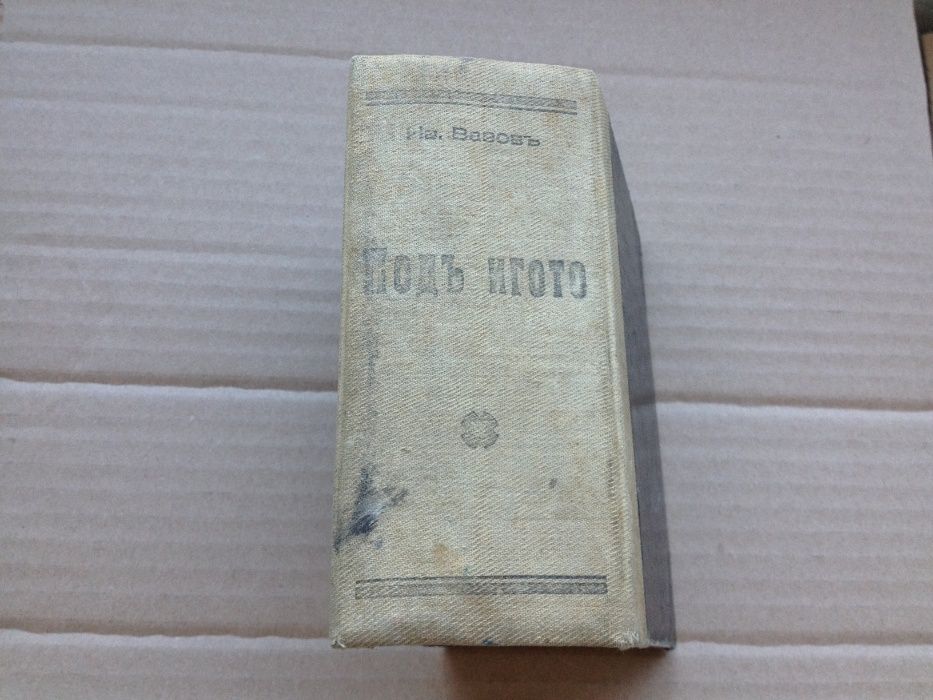 Ив. Вазовъ
Подъ игото